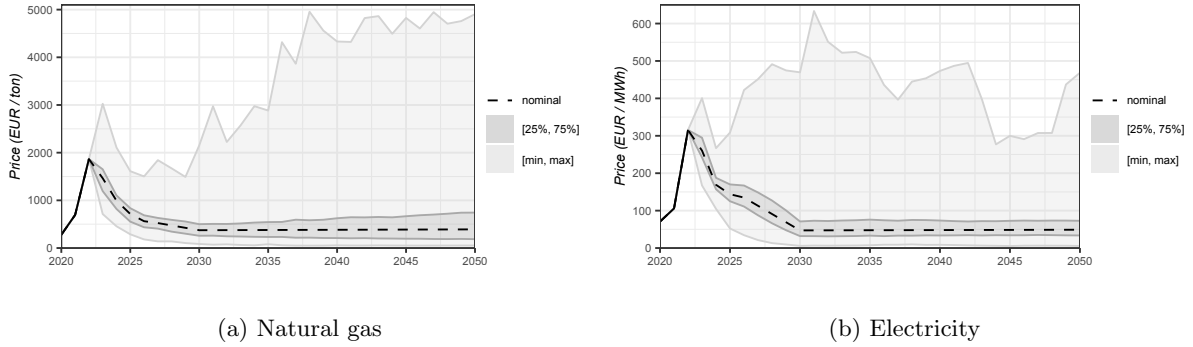 5000
4000
3000
2000
1000
0
Price (EUR / ton)
2020 2025 2030 2035 2040 2045 2050
nominal
[25%, 75%]
[min, max]
(a) Natural gas
600
500
400
300
200
100
0
Price (EUR / MWh)
2020 2025 2030 2035 2040 2045 2050
nominal
[25%, 75%]
[min, max]
(b) Electricity